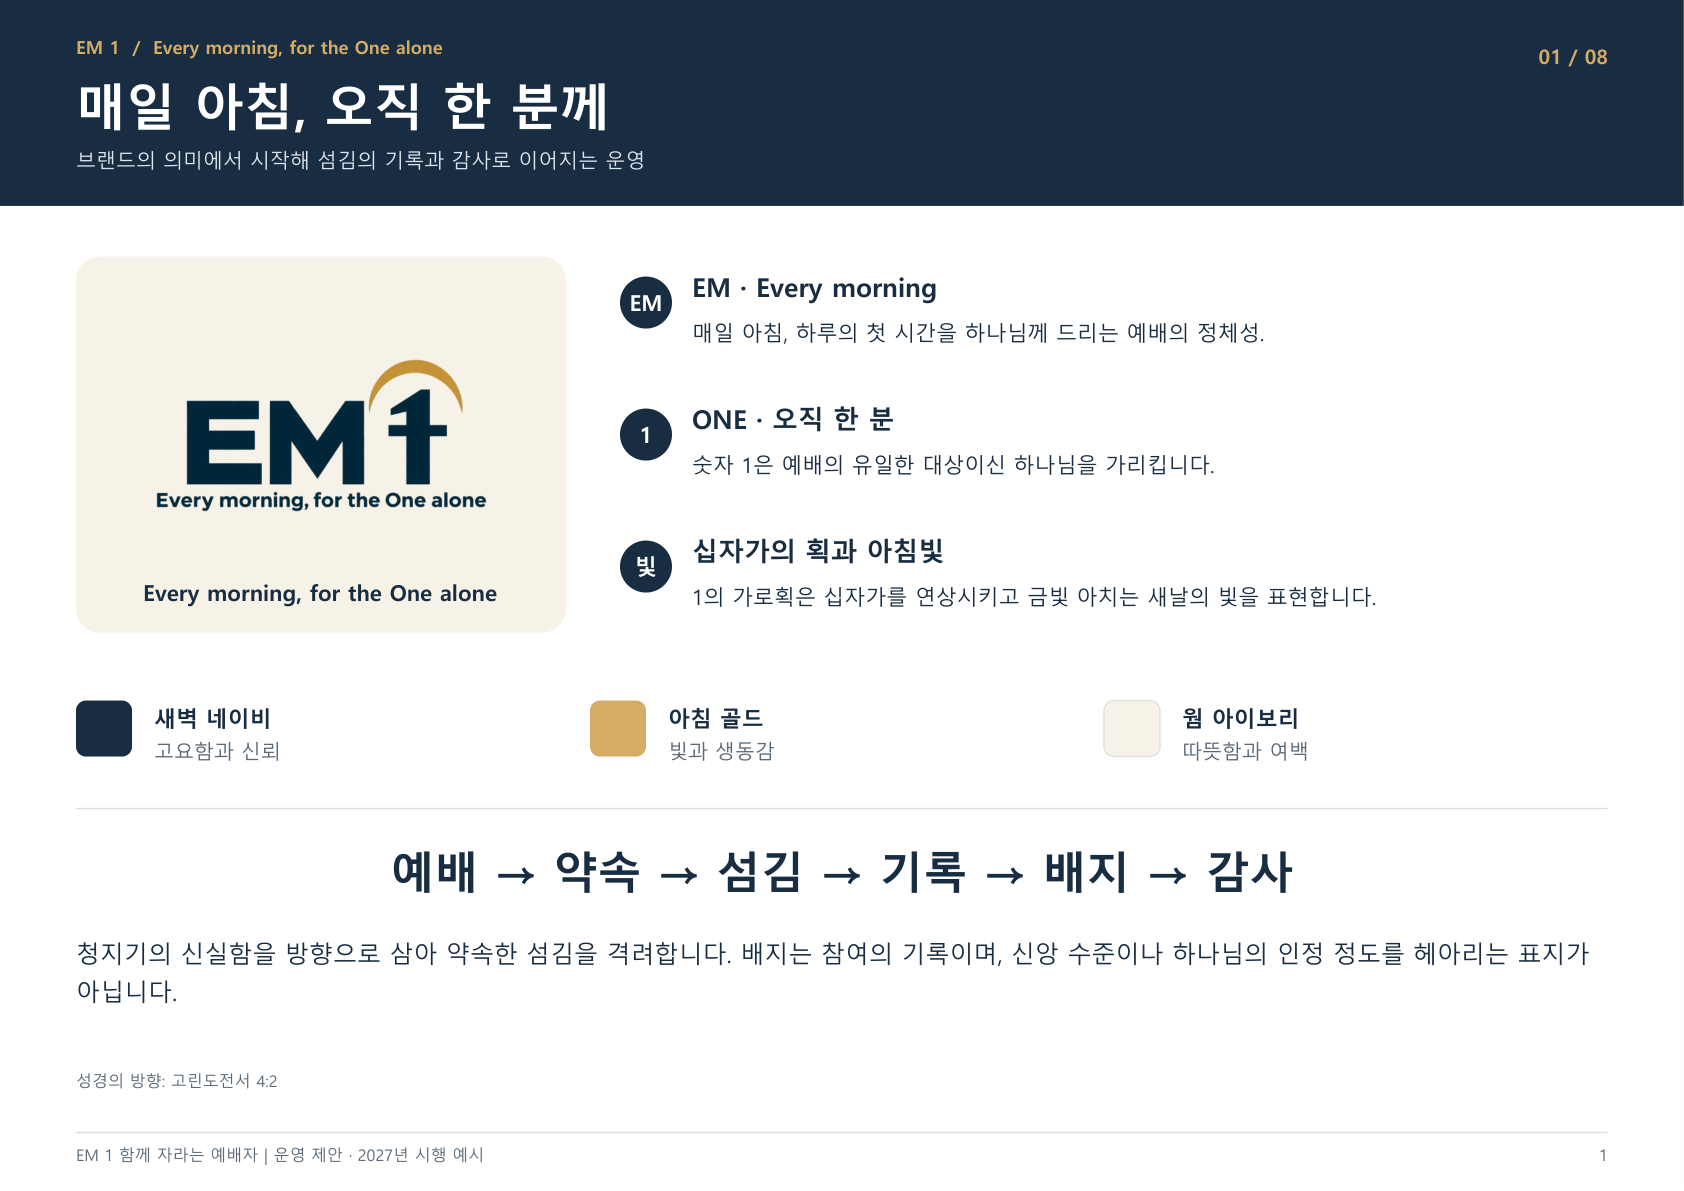 EM 1 / Every morning, for the One alone
01 / 08
매일 아침, 오직 한 분께
브랜드의 의미에서 시작해 섬김의 기록과 감사로 이어지는 운영
EM1
Every morning, for the One alone
Every morning, for the One alone
EM
EM · Every morning
매일 아침, 하루의 첫 시간을 하나님께 드리는 예배의 정체성.
1
ONE · 오직 한 분
숫자 1은 예배의 유일한 대상이신 하나님을 가리킵니다.
빛
십자가의 획과 아침빛
1의 가로획은 십자가를 연상시키고 금빛 아치는 새날의 빛을 표현합니다.
새벽 네이비
고요함과 신뢰
아침 골드
빛과 생동감
웜 아이보리
따뜻함과 여백
예배 → 약속 → 섬김 → 기록 → 배지 → 감사
청지기의 신실함을 방향으로 삼아 약속한 섬김을 격려합니다. 배지는 참여의 기록이며, 신앙 수준이나 하나님의 인정 정도를 헤아리는 표지가
아닙니다.
성경의 방향: 고린도전서 4:2
EM 1 함께 자라는 예배자 | 운영 제안 · 2027년 시행 예시
1